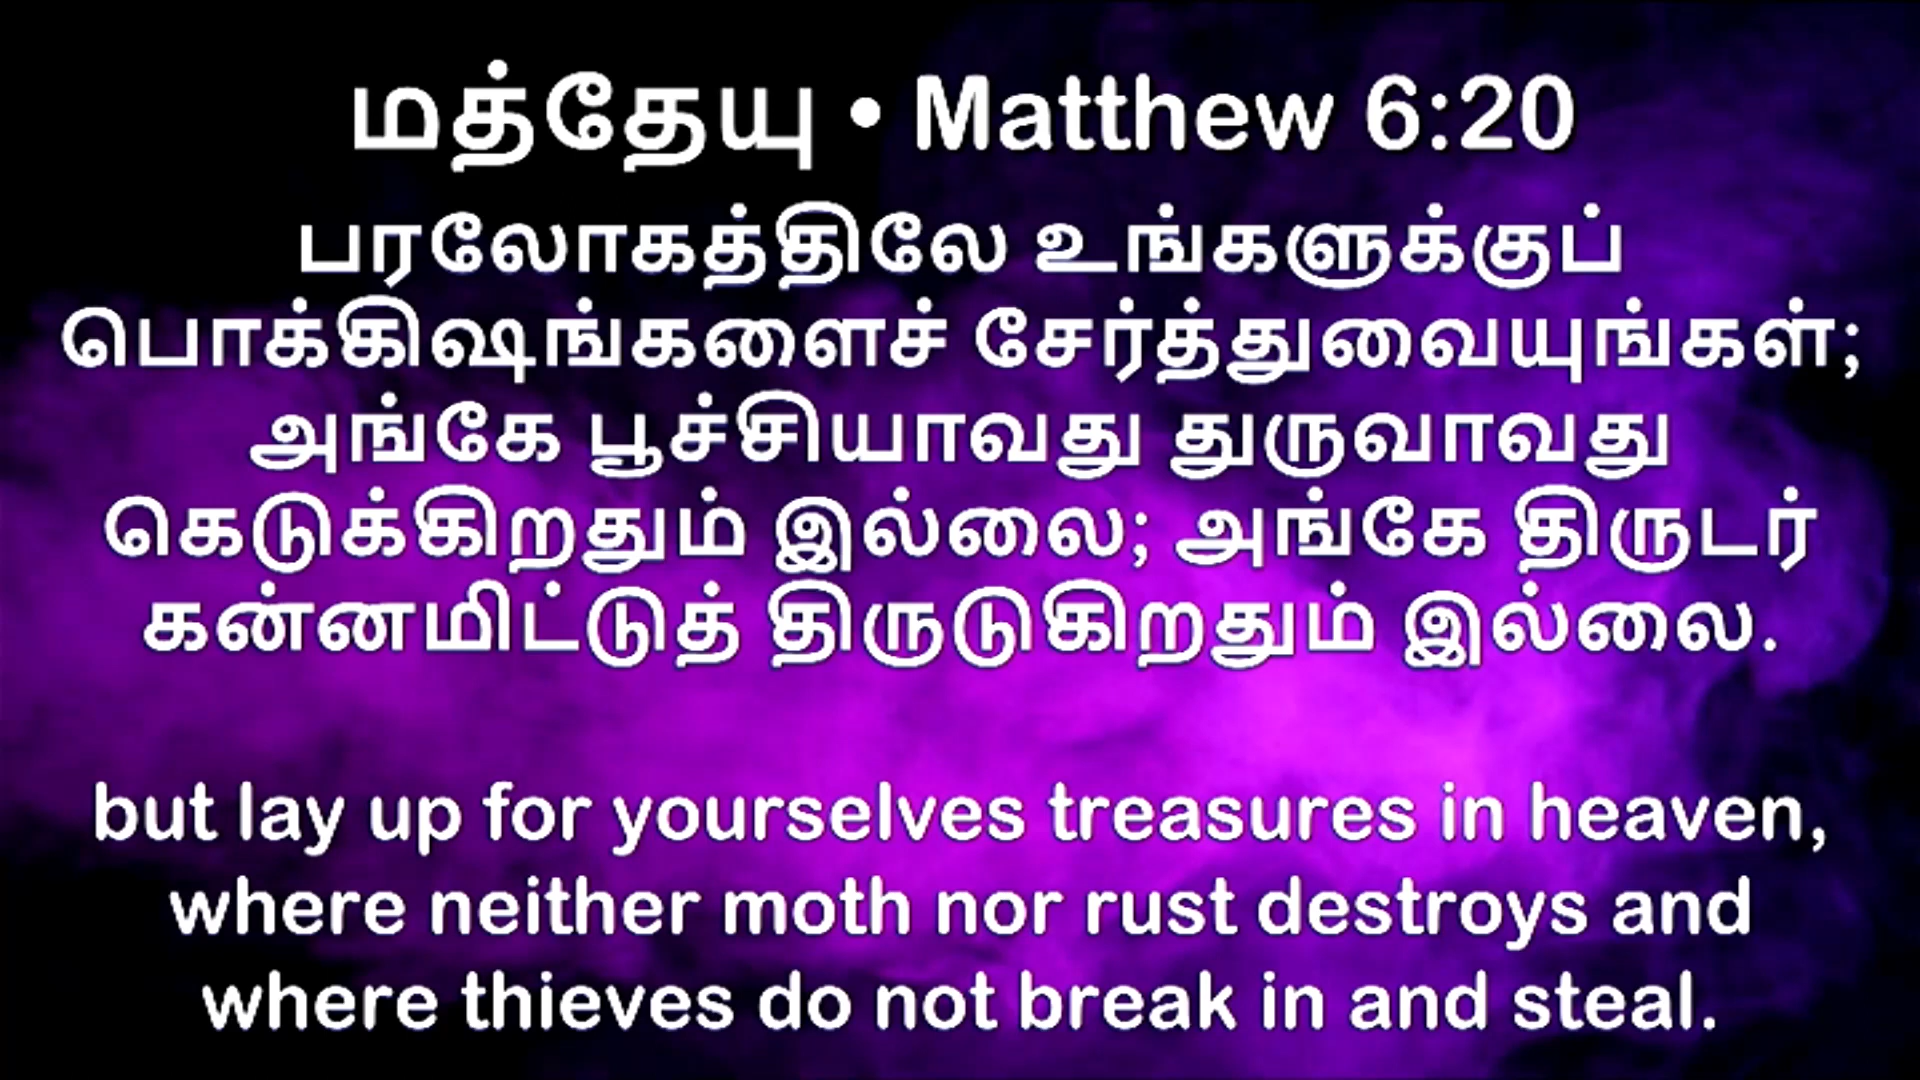 மத்தேயு • Matthew 6:20
பரலோகத்திலே உங்களுக்குப்
பொக்கிஷங்களைச் சேர்த்துவையுங்கள்;
அங்கே பூச்சியாவது துருவாவது
கெடுக்கிறதும் இல்லை; அங்கே திருடர்
கன்னமிட்டுத் திருடுகிறதும் இல்லை.
but lay up for yourselves treasures in heaven,
where neither moth nor rust destroys and
where thieves do not break in and steal.